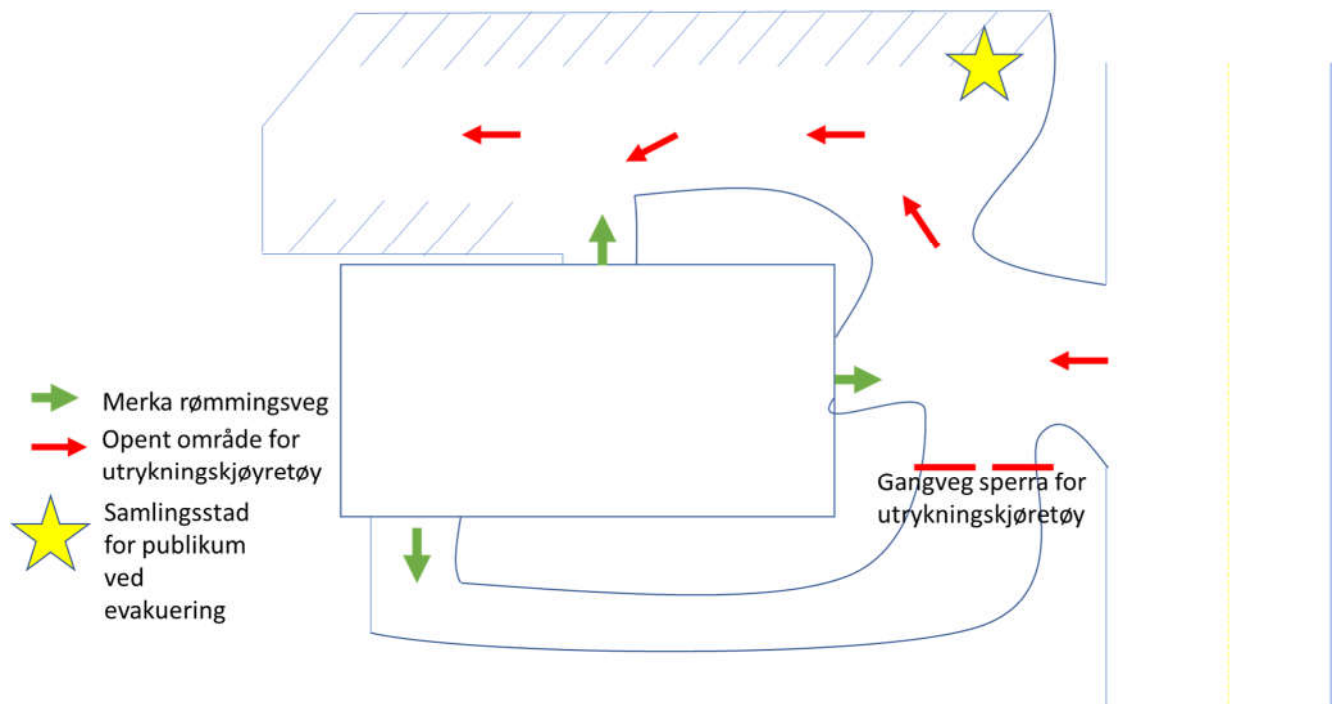 Merka rømmingsveg
Opent område for
utrykningskjøyretøy
Samlingsstad
for publikum
ved
evakuering
Gangveg sperra for
utrykningskjøretøy